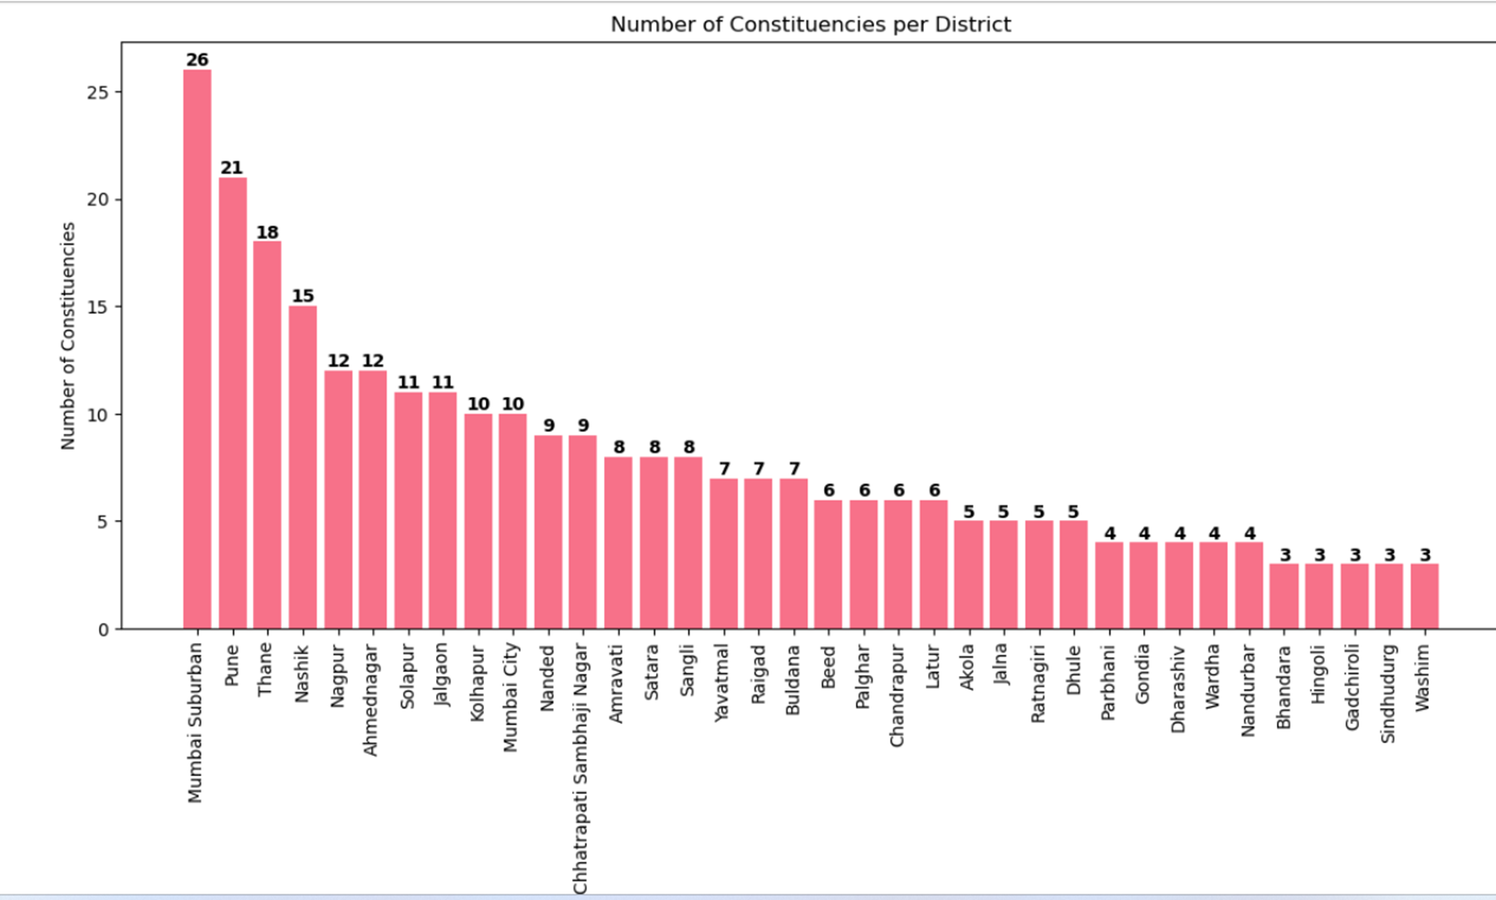 Number of Constituencies per District
Number of Constituencies
25
20
15
10
5
0
26
21
18
15
12
12
11
11
10
10
9
9
8
8
8
7
7
7
6
6
6
6
5
5
5
5
4
4
4
4
4
3
3
3
3
3
Mumbai Suburban
Pune
Thane
Nashik
Nagpur
Ahmednagar
Solapur
Jalgaon
Kolhapur
Mumbai City
Nanded
Chhatrapati Sambhaji Nagar
Amravati
Satara
Sangli
Yavatmal
Raigad
Buldana
Beed
Palghar
Chandrapur
Latur
Akola
Jalna
Ratnagiri
Dhule
Parbhani
Gondia
Dharashiv
Wardha
Nandurbar
Bhandara
Hingoli
Gadchiroli
Sindhudurg
Washim